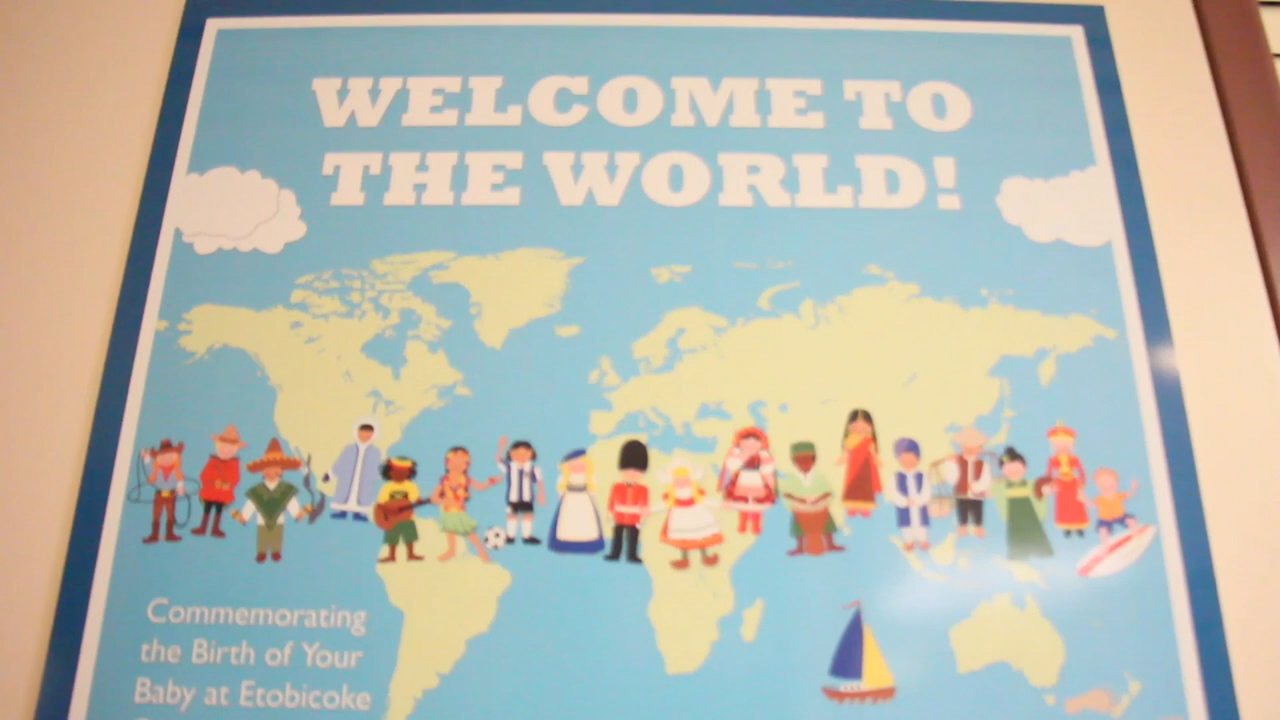 WELCOME TO
THE WORLD!
Commemorating
the Birth of Your
Baby at Etobicoke